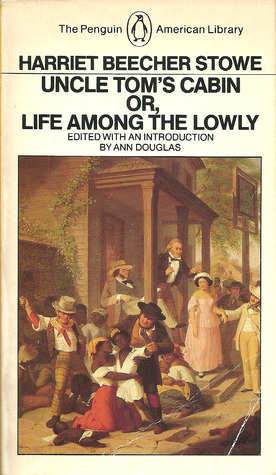 The Penguin American Library
HARRIET BEECHER STOWE
UNCLE TOM'S CABIN
OR,
LIFE AMONG THE LOWLY
EDITED WITH AN INTRODUCTION
BY ANN DOUGLAS